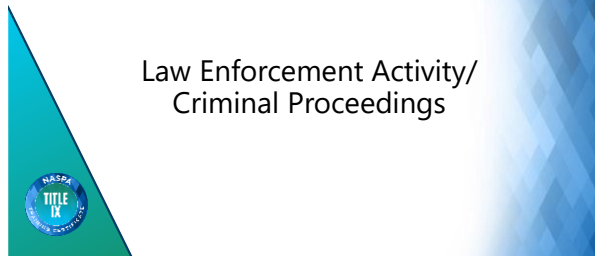 Law Enforcement Activity/
Criminal Proceedings
NASPA
TITLE
IX